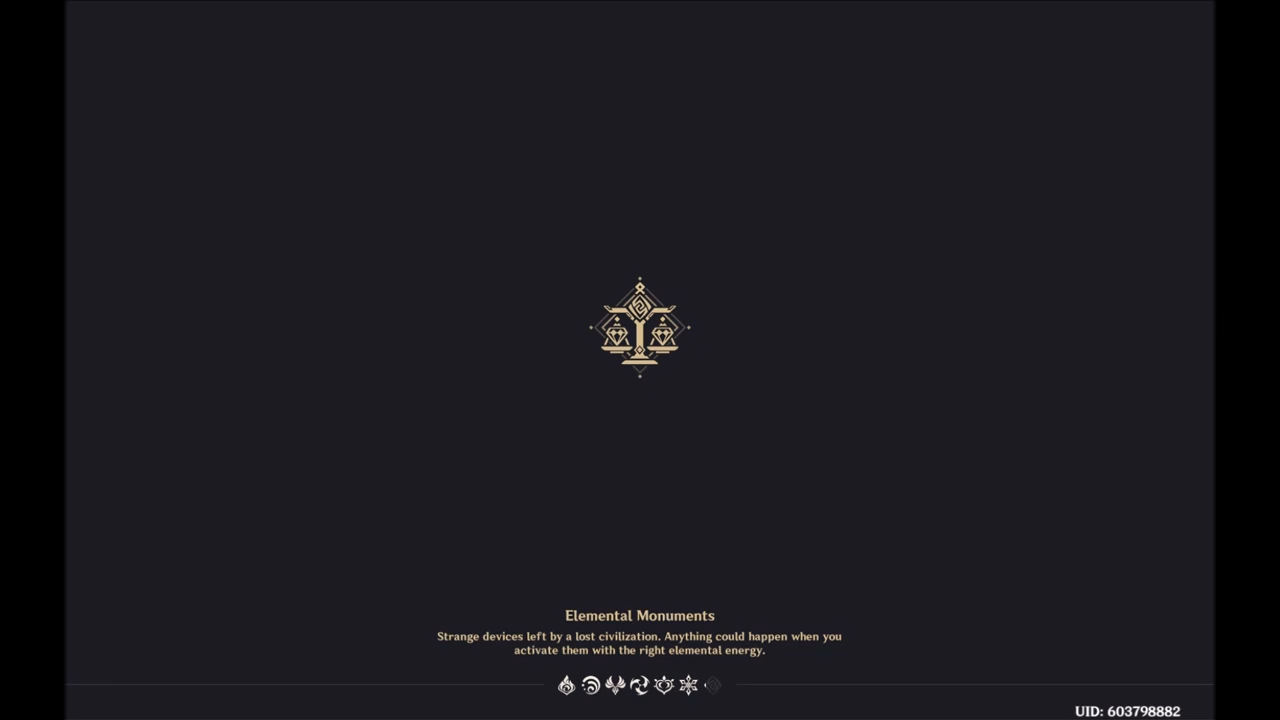 Elemental Monuments
Strange devices left by a lost civilization. Anything could happen when you
activate them with the right elemental energy.
UID: 603798882